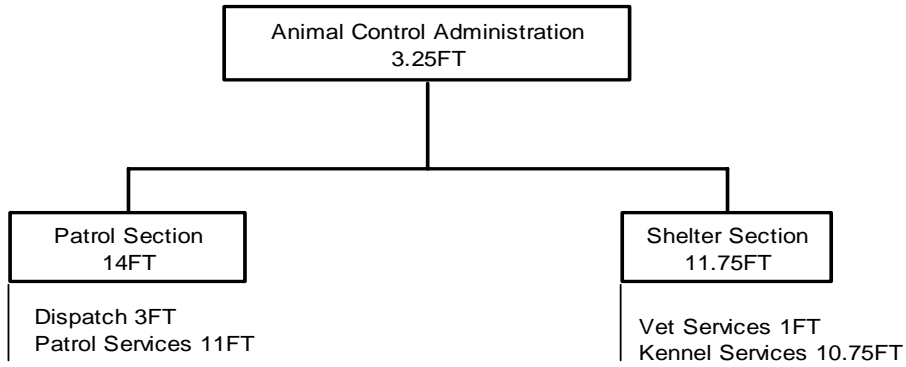 Animal Control Administration
3.25FT
Patrol Section
14FT
Dispatch 3FT
Patrol Services 11FT
Shelter Section
11.75FT
Vet Services 1FT
Kennel Services 10.75FT